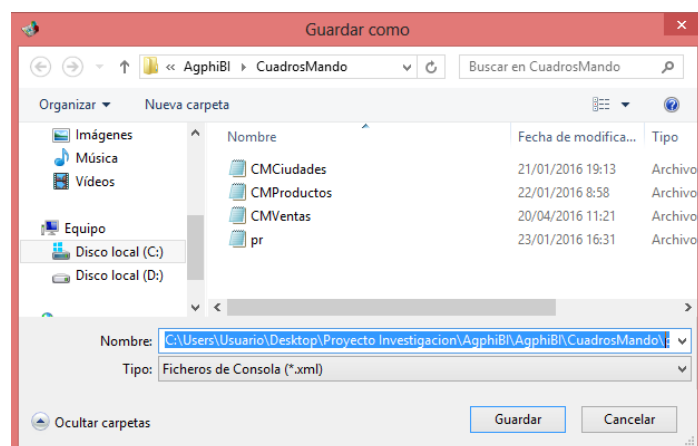 Guardar como
« AgphiBI CuadrosMando
Buscar en CuadrosMando
Organizar
Nueva carpeta
Imágenes
Música
Vídeos
Equipo
Disco local (C:)
Disco local (D:)
Nombre Fecha de modifica... Tipo
CMCiudades 21/01/2016 19:13 Archivo
CMProductos 22/01/2016 8:58 Archivo
CMVentas 20/04/2016 11:21 Archivo
pr 23/01/2016 16:31 Archivo
Nombre: C:\Users\Usuario\Desktop\Proyecto Investigacion\AgphiBI\AgphiBI\CuadrosMando\
Tipo: Ficheros de Consola (*.xml)
Ocultar carpetas
Guardar
Cancelar